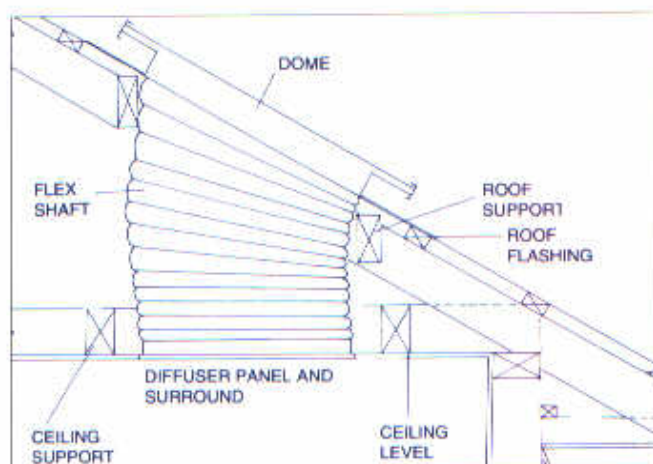 DOME
FLEX
SHAFT
ROOF
SUPPORT
ROOF
FLASHING
DIFFUSER PANEL AND
SURROUND
CEILING
SUPPORT
CEILING
LEVEL